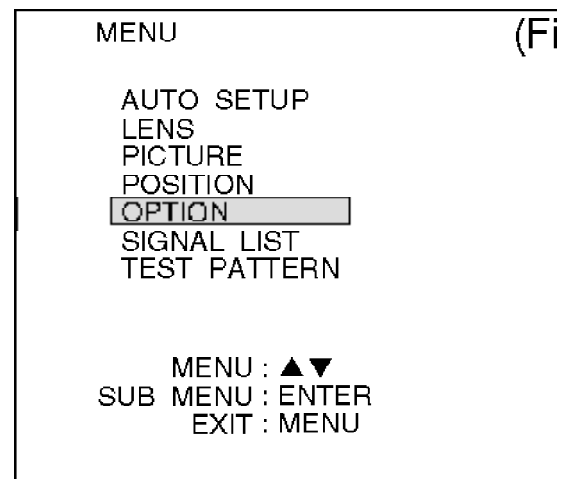 MENU
(Fi
AUTO SETUP
LENS
PICTURE
POSITION
OPTION
SIGNAL LIST
TEST PATTERN
MENU : ▲▼
SUB MENU : ENTER
EXIT : MENU